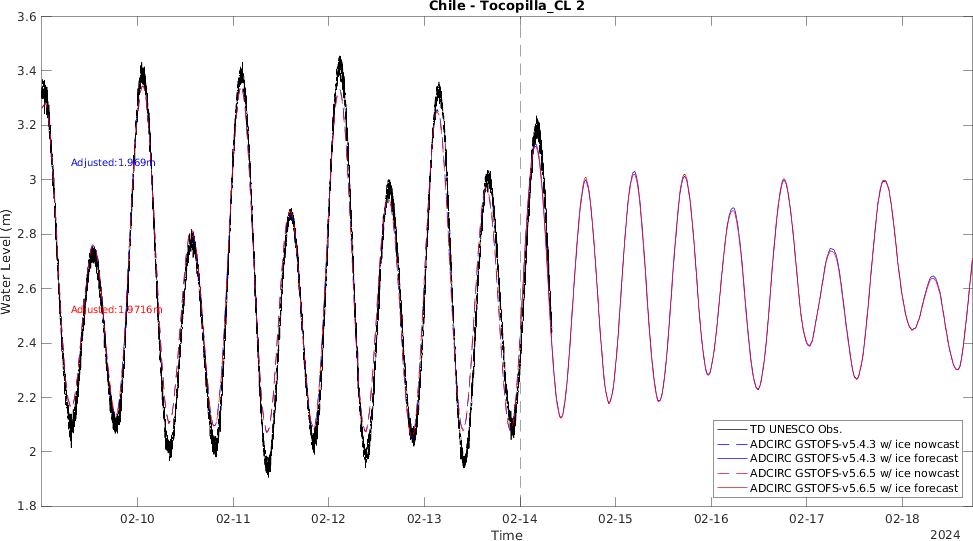 Chile - Tocopilla_CL 2
Water Level (m)
3.6
3.4
3.2
3
2.8
2.6
2.4
2.2
2
1.8
Adjusted:1.969m
Adjusted:1.9716m
TD UNESCO Obs.
ADCIRC GSTOFS-v5.4.3 w/ ice nowcast
ADCIRC GSTOFS-v5.4.3 w/ ice forecast
ADCIRC GSTOFS-v5.6.5 w/ ice nowcast
ADCIRC GSTOFS-v5.6.5 w/ ice forecast
02-10 02-11 02-12 02-13 02-14 02-15 02-16 02-17 02-18
Time
2024